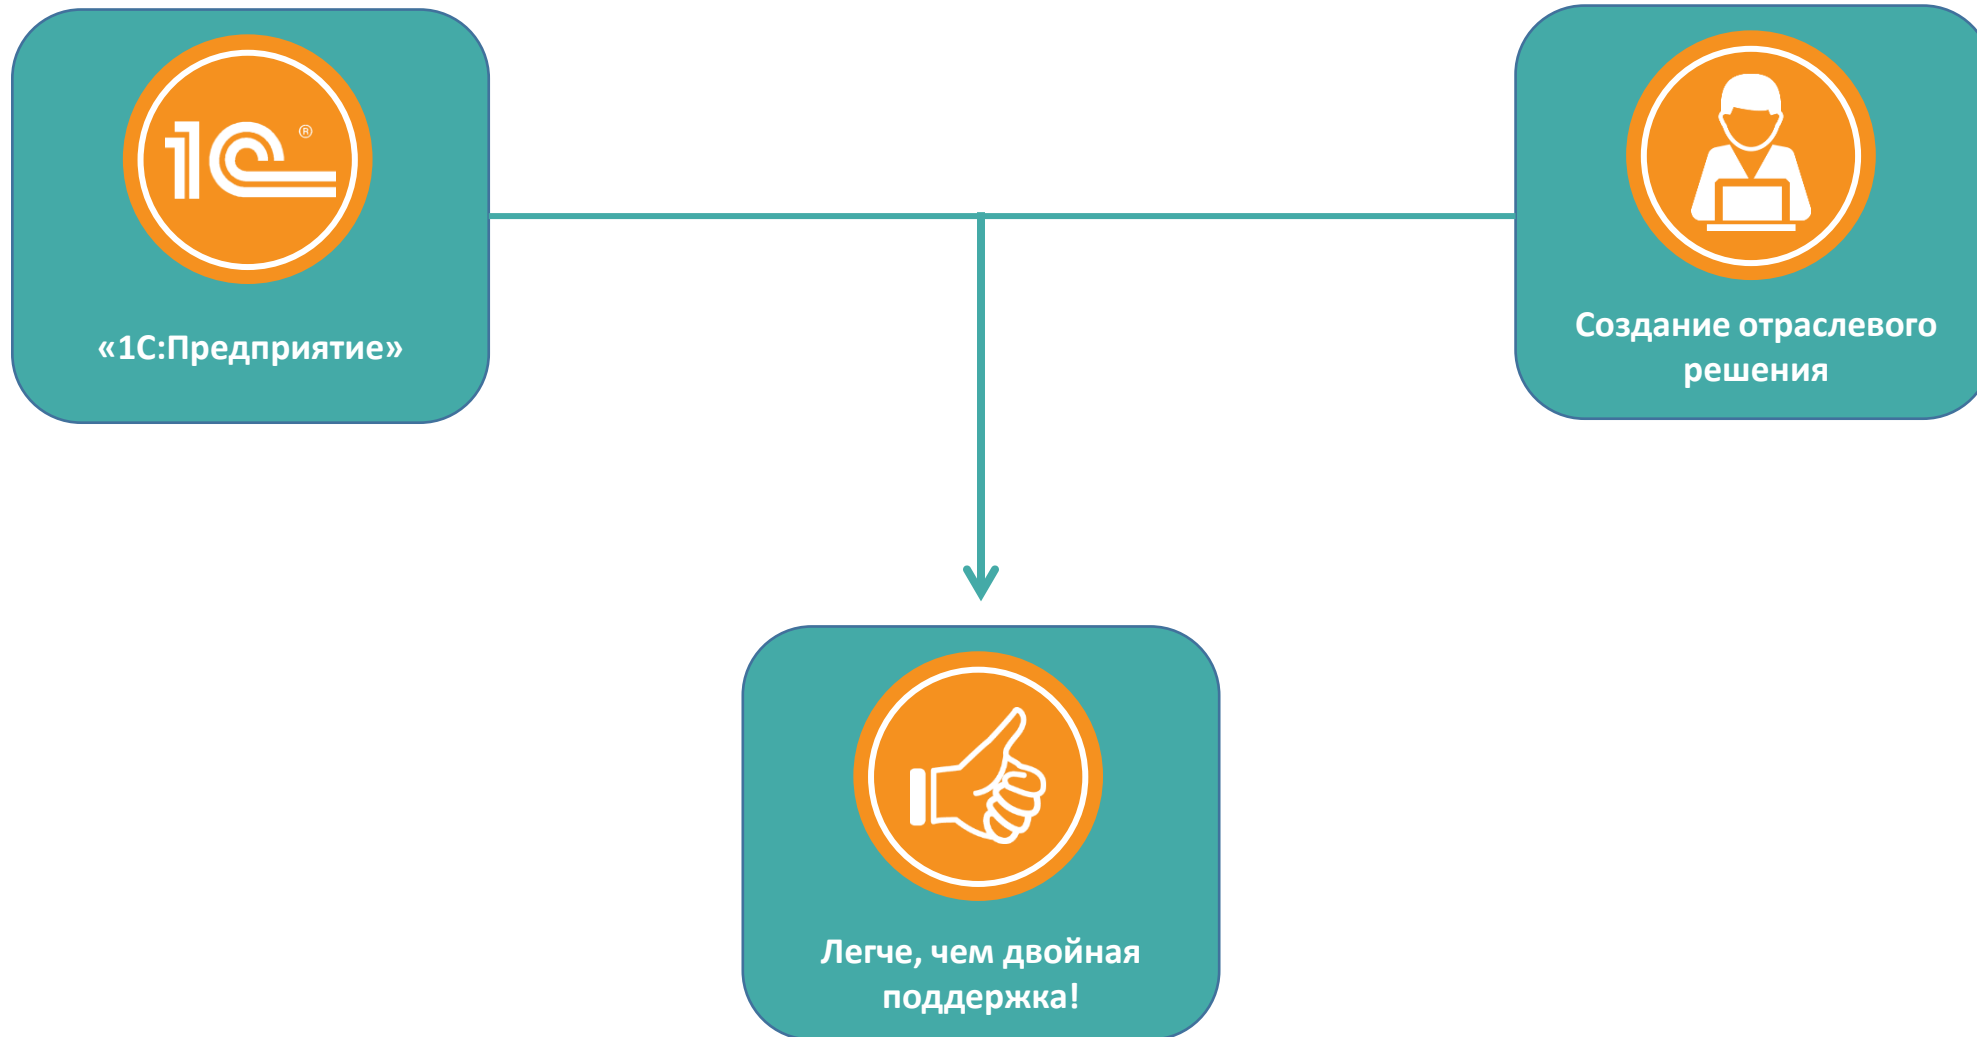 1С®
«1С:Предприятие»
Создание отраслевого
решения
Легче, чем двойная
поддержка!